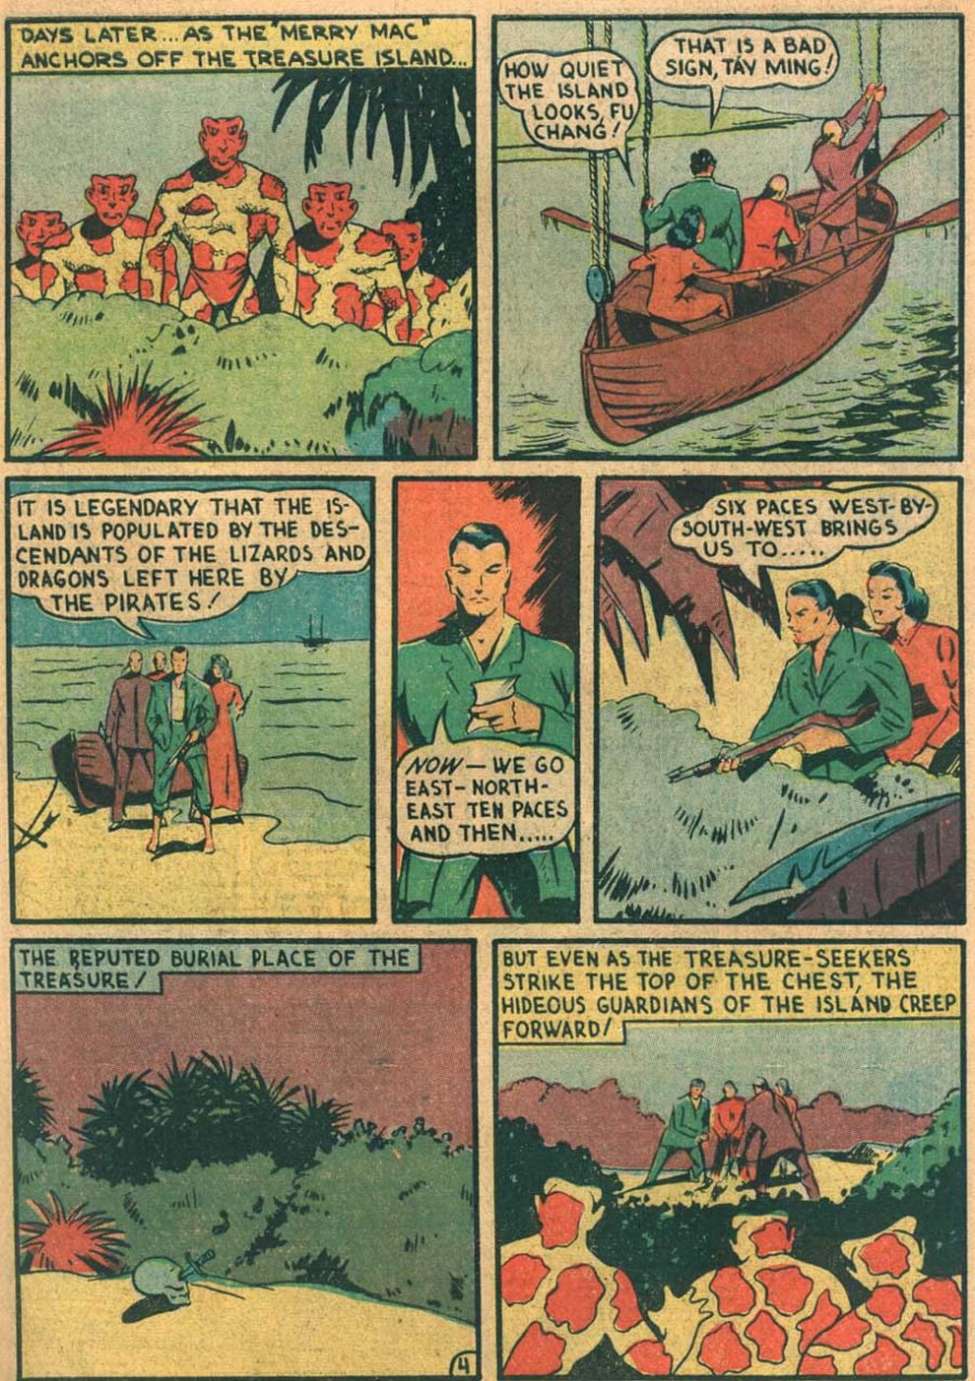 DAYS LATER...AS THE "MERRY MAC"
ANCHORS OFF THE TREASURE ISLAND...
HOW QUIET
THE ISLAND
LOOKS, FU
CHANG!
THAT IS A BAD
SIGN, TAY MING!
IT IS LEGENDARY THAT THE IS-
LAND IS POPULATED BY THE DES-
CENDANTS OF THE LIZARDS AND
DRAGONS LEFT HERE BY
THE PIRATES!
NOW — WE GO
EAST-NORTH-
EAST TEN PACES
AND THEN.....
SIX PACES WEST-BY-
SOUTH-WEST BRINGS
US TO.....
THE REPUTED BURIAL PLACE OF THE
TREASURE!
4
BUT EVEN AS THE TREASURE-SEEKERS
STRIKE THE TOP OF THE CHEST, THE
HIDEOUS GUARDIANS OF THE ISLAND CREEP
FORWARD!